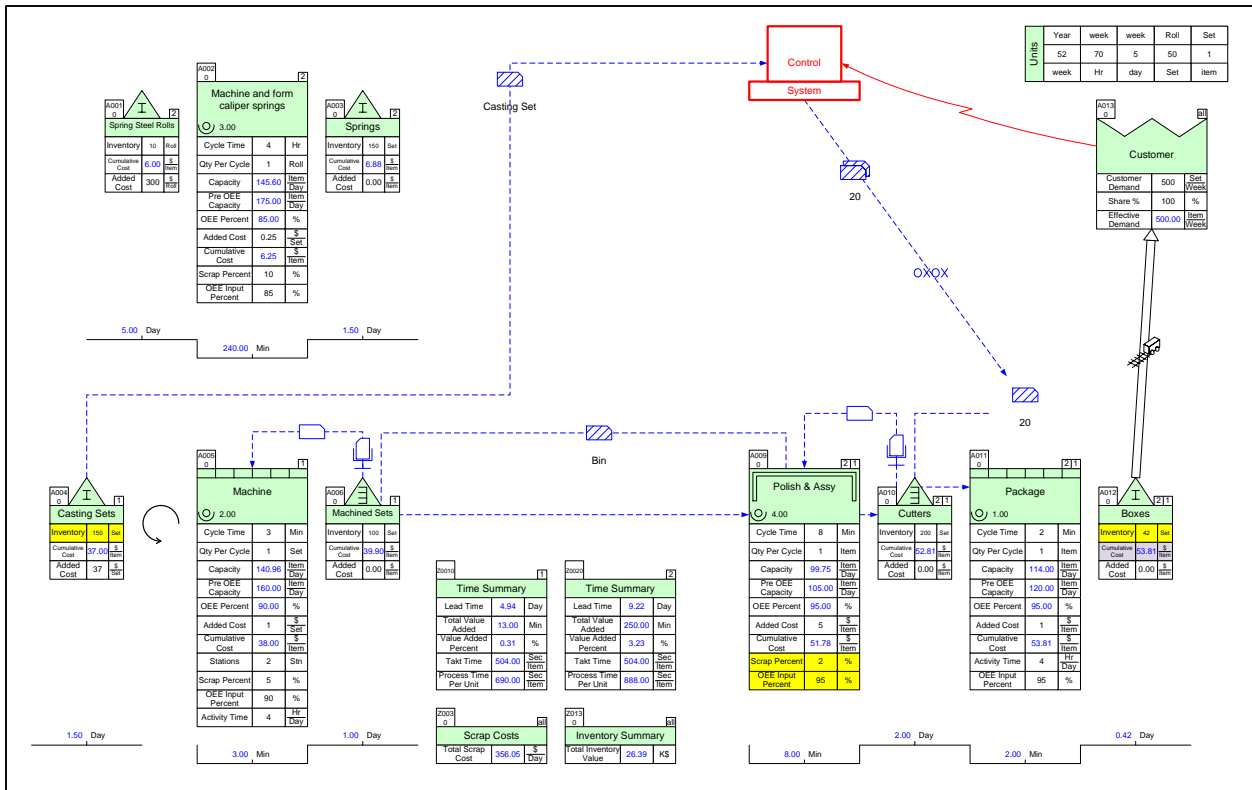 Units
Year week week Roll Set
52 70 5 50 1
week Hr day Set item
Control
System
Casting Set
20
OXOX
20
Bin
A001
0
2
Spring Steel Rolls
Inventory 10 Roll
Cumulative Cost 6.00 $ Item
Added Cost 300 $ Roll
A002
0
2
Machine and form
caliper springs
3.00
Cycle Time 4 Hr
Qty Per Cycle 1 Roll
Capacity 145.60 Item Day
Pre OEE Capacity 175.00 Item Day
OEE Percent 85.00 %
Added Cost 0.25 $ Set
Cumulative Cost 6.25 $ Item
Scrap Percent 10 %
OEE Input Percent 85 %
A003
0
2
Springs
Inventory 150 Set
Cumulative Cost 6.88 $ Item
Added Cost 0.00 $ Item
5.00 Day
240.00 Min
1.50 Day
A013
0
all
Customer
Customer Demand 500 Set Week
Share % 100 %
Effective Demand 500.00 Item Week
A004
0
1
Casting Sets
Inventory 150 Set
Cumulative Cost 37.00 $ Item
Added Cost 37 $ Set
A005
0
1
Machine
2.00
Cycle Time 3 Min
Qty Per Cycle 1 Set
Capacity 140.96 Item Day
Pre OEE Capacity 160.00 Item Day
OEE Percent 90.00 %
Added Cost 1 $ Set
Cumulative Cost 38.00 $ Item
Stations 2 Stn
Scrap Percent 5 %
OEE Input Percent 90 %
Activity Time 4 Hr Day
A006
0
1
Machined Sets
Inventory 100 Set
Cumulative Cost 39.90 $ Item
Added Cost 0.00 $ Item
Z0010
0
1
Time Summary
Lead Time 4.94 Day
Total Value Added 13.00 Min
Value Added Percent 0.31 %
Takt Time 504.00 Sec Item
Process Time Per Unit 690.00 Sec Item
Z0020
0
2
Time Summary
Lead Time 9.22 Day
Total Value Added 250.00 Min
Value Added Percent 3.23 %
Takt Time 504.00 Sec Item
Process Time Per Unit 888.00 Sec Item
Z003
0
all
Scrap Costs
Total Scrap Cost 356.05 $ Day
Z013
0
all
Inventory Summary
Total Inventory Value 26.39 K$
A009
0
2 1
Polish & Assy
4.00
Cycle Time 8 Min
Qty Per Cycle 1 Item
Capacity 99.75 Item Day
Pre OEE Capacity 105.00 Item Day
OEE Percent 95.00 %
Added Cost 5 $ Item
Cumulative Cost 51.78 $ Item
Scrap Percent 2 %
OEE Input Percent 95 %
A010
0
2 1
Cutters
Inventory 200 Set
Cumulative Cost 52.81 $ Item
Added Cost 0.00 $ Item
A011
0
2 1
Package
1.00
Cycle Time 2 Min
Qty Per Cycle 1 Item
Capacity 114.00 Item Day
Pre OEE Capacity 120.00 Item Day
OEE Percent 95.00 %
Added Cost 1 $ Item
Cumulative Cost 53.81 $ Item
Activity Time 4 Hr Day
OEE Input Percent 95 %
A012
0
2 1
Boxes
Inventory 42 Set
Cumulative Cost 53.81 $ Item
Added Cost 0.00 $ Item
1.50 Day
3.00 Min
1.00 Day
8.00 Min
2.00 Day
2.00 Min
0.42 Day